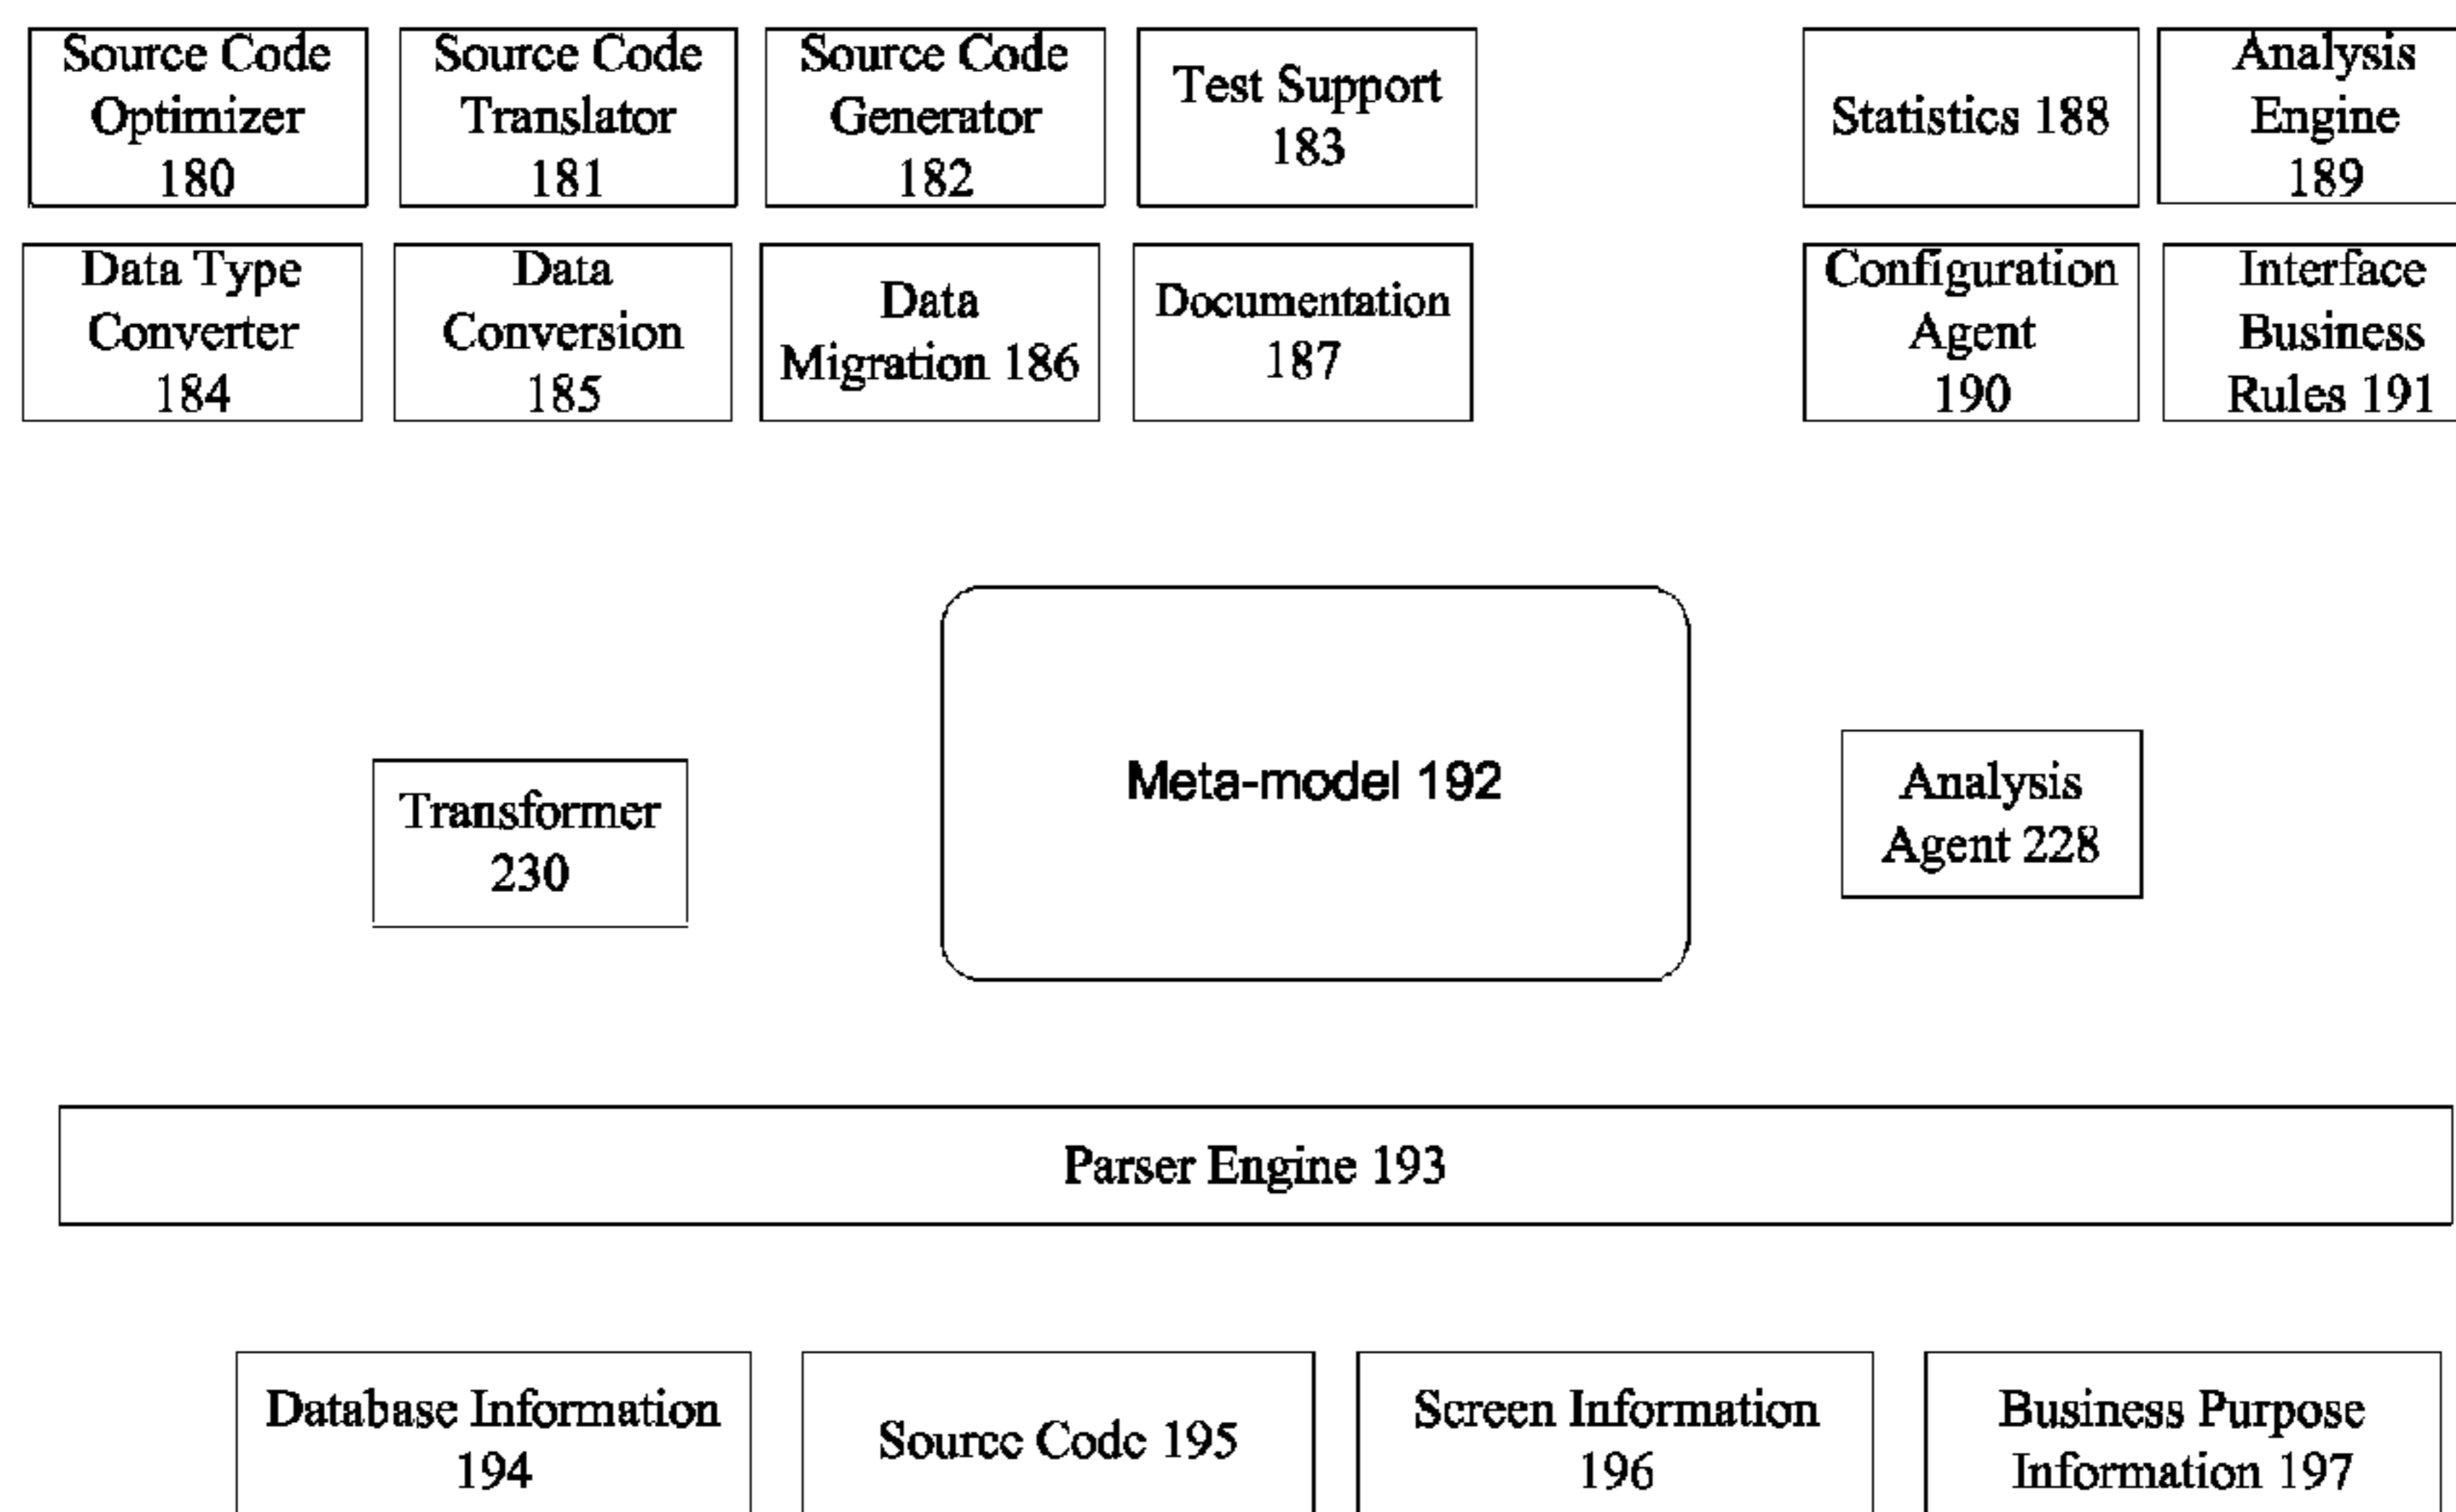 Source Code
Optimizer
180
Source Code
Translator
181
Source Code
Generator
182
Test Support
183
Statistics 188
Analysis
Engine
189
Data Type
Converter
184
Data
Conversion
185
Data
Migration 186
Documentation
187
Configuration
Agent
190
Interface
Business
Rules 191
Transformer
230
Meta-model 192
Analysis
Agent 228
Parser Engine 193
Database Information
194
Source Code 195
Screen Information
196
Business Purpose
Information 197